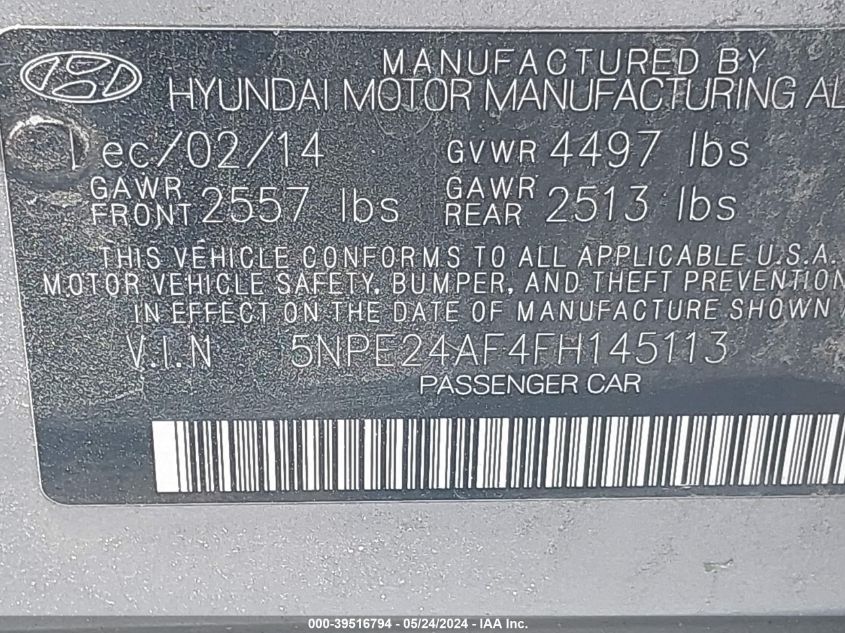 MANUFACTURED BY
HYUNDAI MOTOR MANUFACTURING AL
Dec/02/14 GVWR 4497 lbs
GAWR FRONT 2557 lbs GAWR REAR 2513 lbs
THIS VEHICLE CONFORMS TO ALL APPLICABLE U.S.A.
MOTOR VEHICLE SAFETY, BUMPER, AND THEFT PREVENTION
IN EFFECT ON THE DATE OF MANUFACTURE SHOWN
V.I.N 5NPE24AF4FH145113
PASSENGER CAR
000-39516794 - 05/24/2024 - IAA Inc.